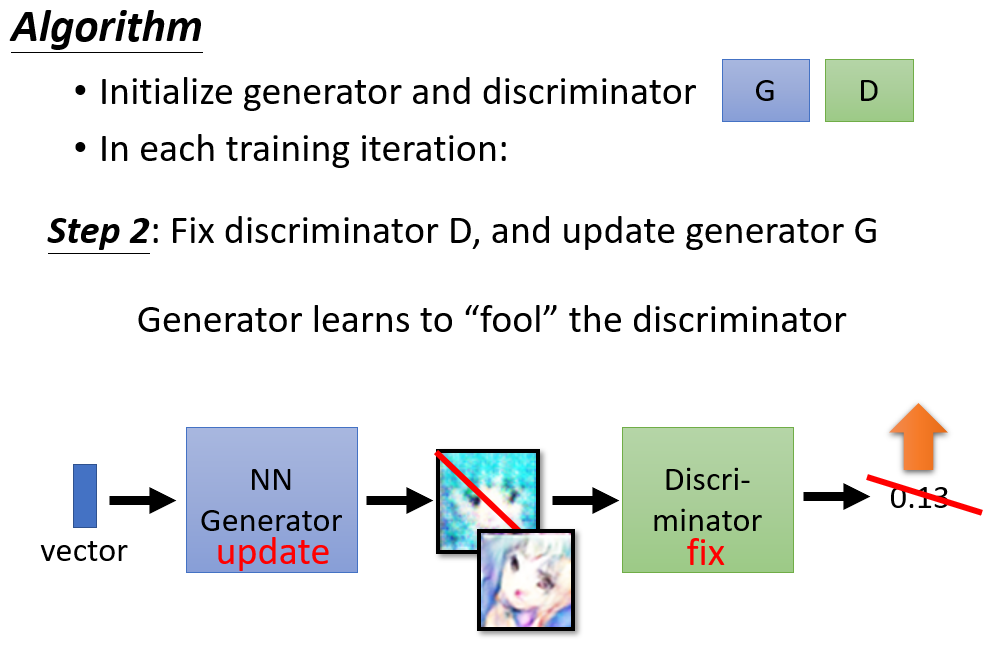 Algorithm
• Initialize generator and discriminator G D
• In each training iteration:
Step 2: Fix discriminator D, and update generator G
Generator learns to “fool” the discriminator
vector
NN
Generator
update
Discri-
minator
fix
0.13